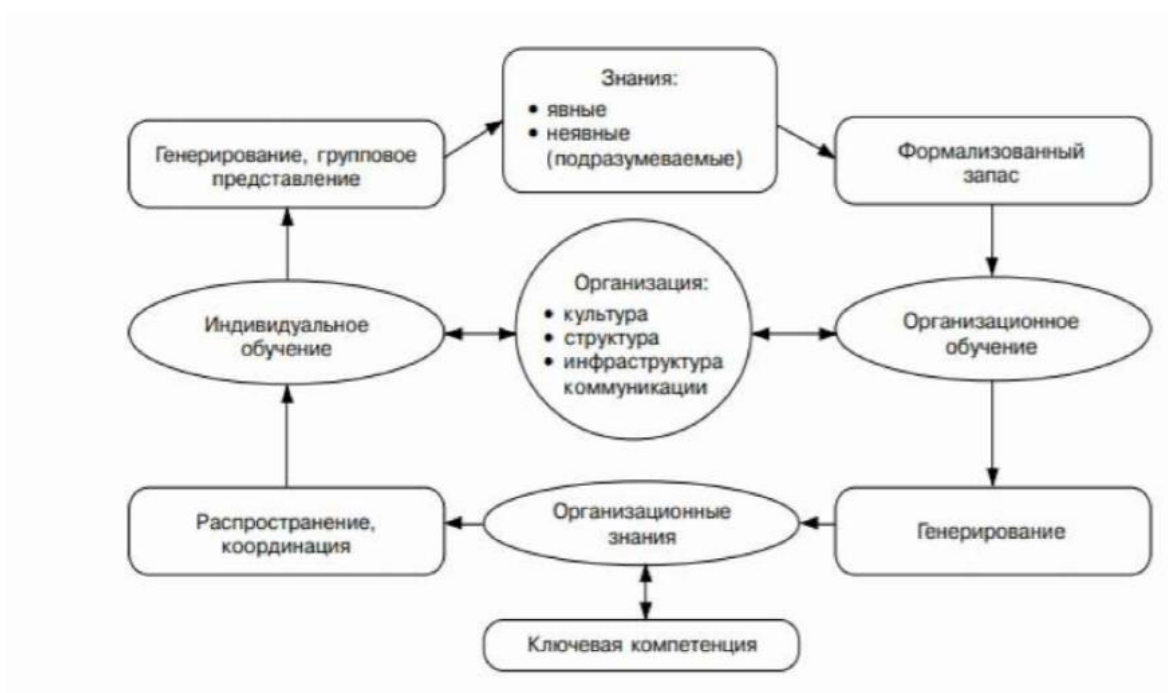 Знания:
• явные
• неявные
(подразумеваемые)
Генерирование, групповое
представление
Формализованный
запас
Организация:
• культура
• структура
• инфраструктура
коммуникации
Индивидуальное
обучение
Организационное
обучение
Распространение,
координация
Организационные
знания
Генерирование
Ключевая компетенция